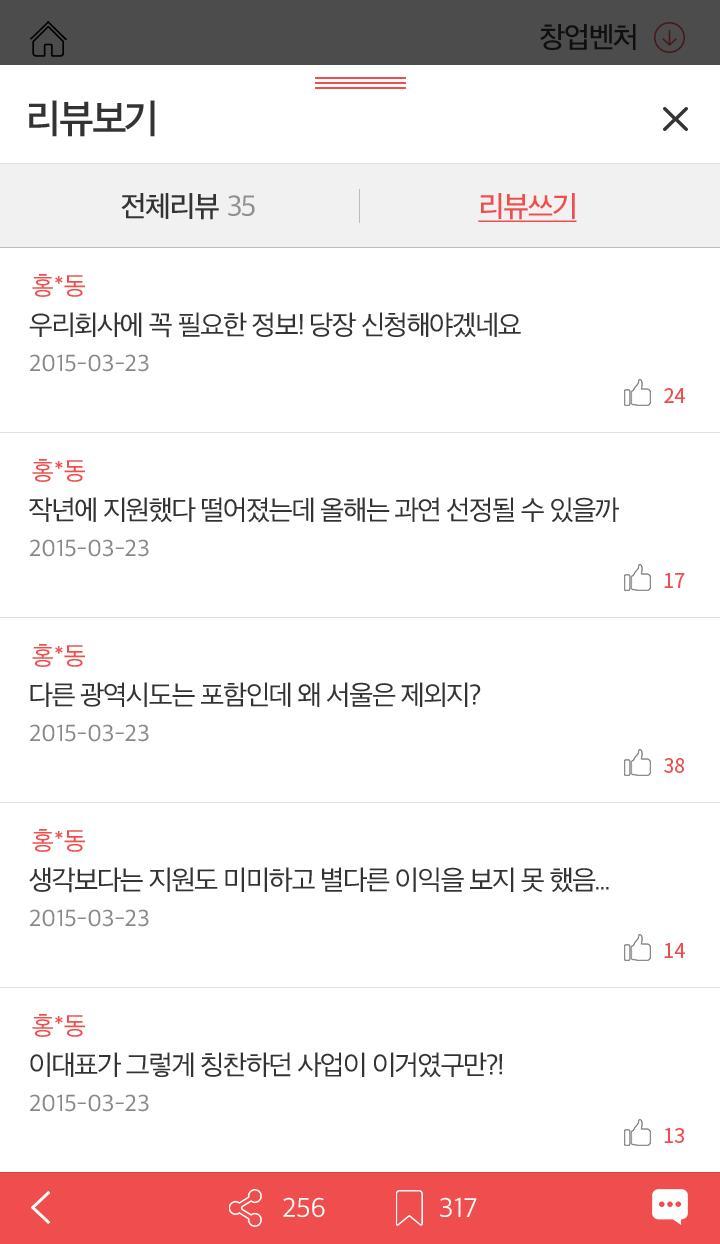 창업벤처
리뷰보기
전체리뷰 35
리뷰쓰기
홍*동
우리회사에 꼭 필요한 정보! 당장 신청해야겠네요
2015-03-23
24
홍*동
작년에 지원했다 떨어졌는데 올해는 과연 선정될 수 있을까
2015-03-23
17
홍*동
다른 광역시도는 포함인데 왜 서울은 제외지?
2015-03-23
38
홍*동
생각보다는 지원도 미미하고 별다른 이익을 보지 못 했음...
2015-03-23
14
홍*동
이대표가 그렇게 칭찬하던 사업이 이거였구만?!
2015-03-23
13
256
317